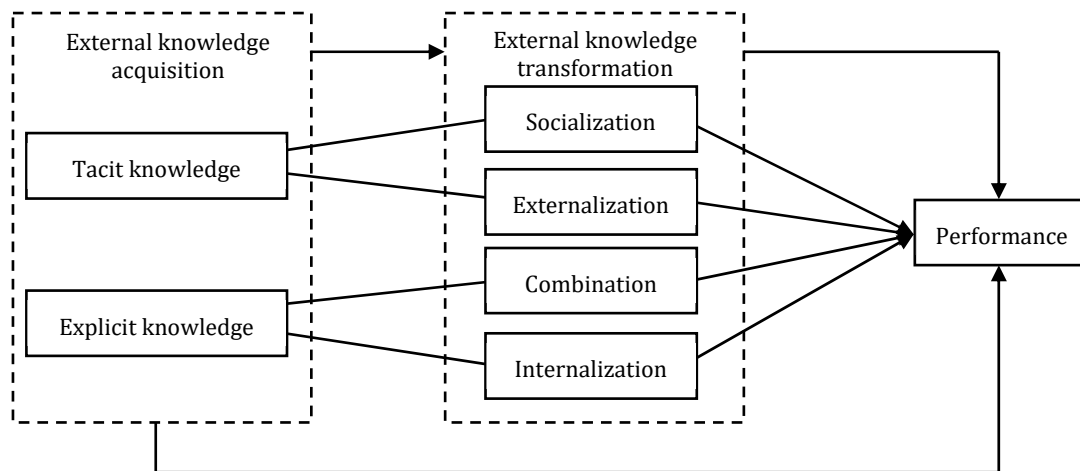 External knowledge
acquisition
Tacit knowledge
Explicit knowledge
External knowledge
transformation
Socialization
Externalization
Combination
Internalization
Performance